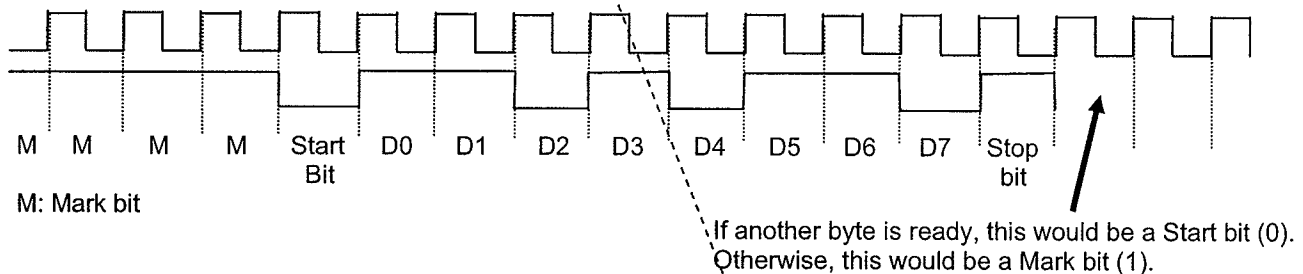 M M M M Start D0 D1 D2 D3 D4 D5 D6 D7 Stop
Bit bit
M: Mark bit
If another byte is ready, this would be a Start bit (0).
Otherwise, this would be a Mark bit (1).